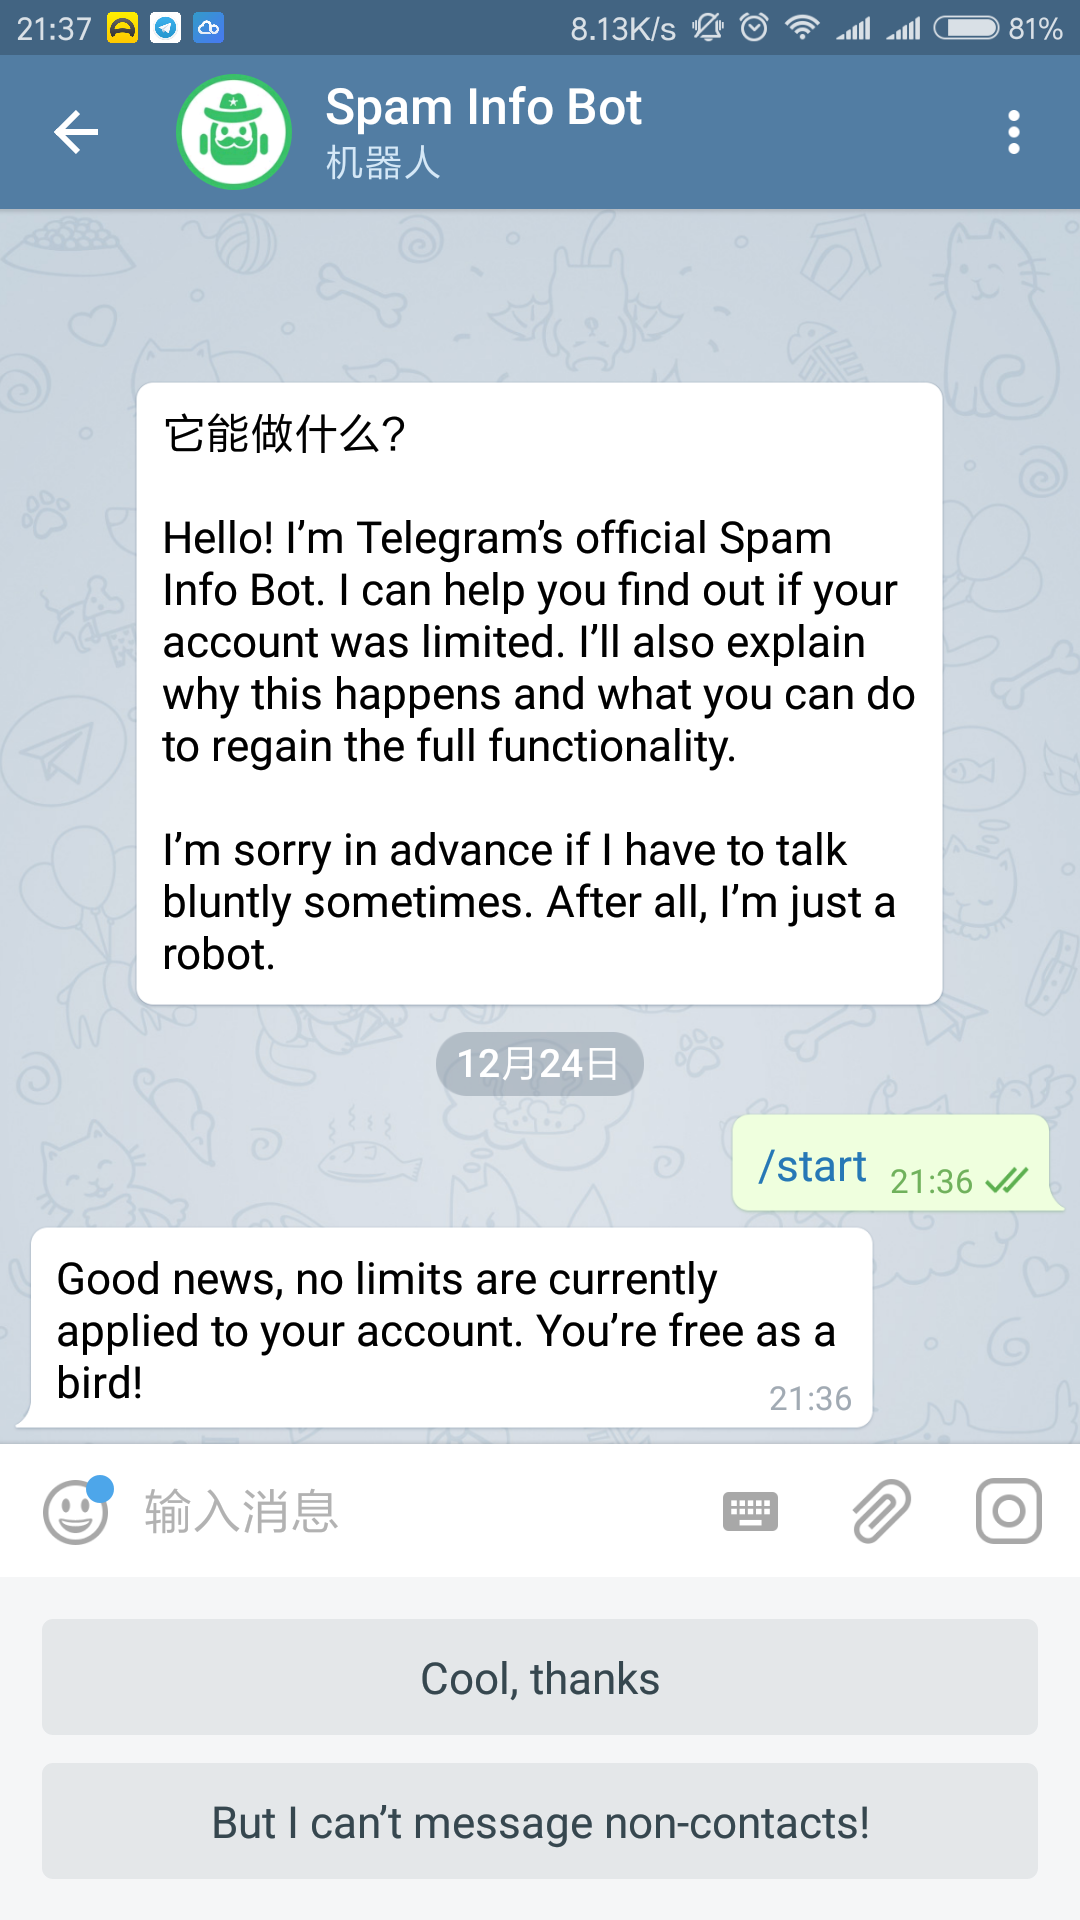 21:37 8.13K/s 81%
Spam Info Bot
机器人
它能做什么?
Hello! I’m Telegram’s official Spam
Info Bot. I can help you find out if your
account was limited. I’ll also explain
why this happens and what you can do
to regain the full functionality.
I’m sorry in advance if I have to talk
bluntly sometimes. After all, I’m just a
robot.
12月24日
/start 21:36
Good news, no limits are currently
applied to your account. You’re free as a
bird!
21:36
输入消息
Cool, thanks
But I can’t message non-contacts!